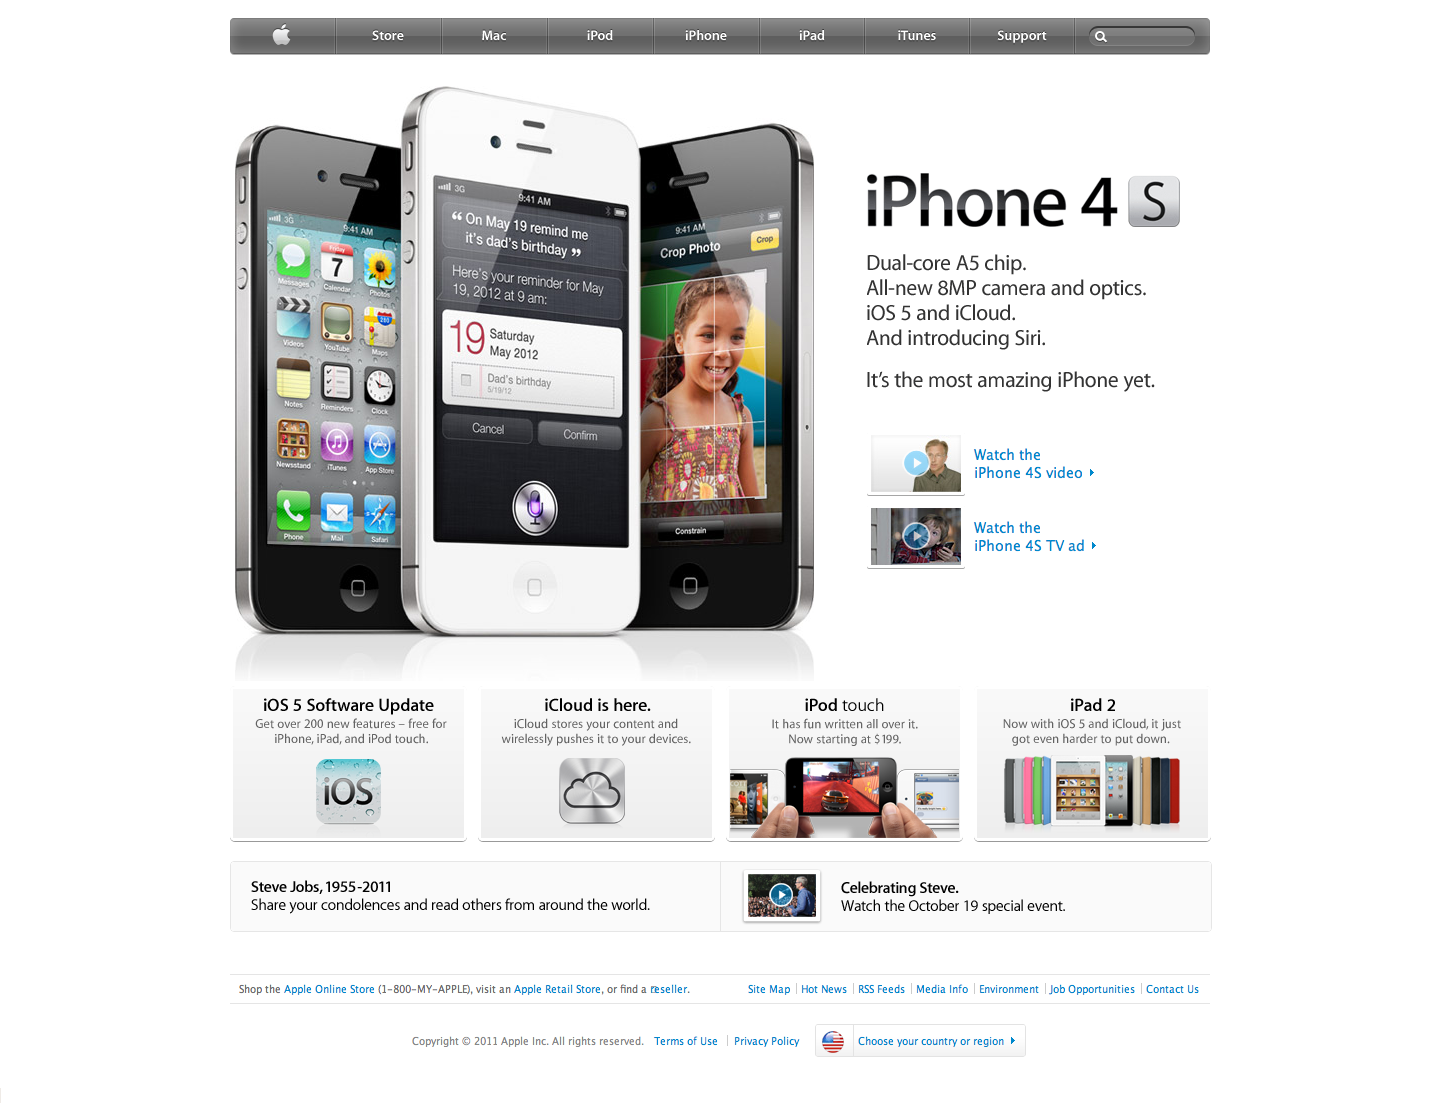 Store
Mac
iPod
iPhone
iPad
iTunes
Support
3G
9:41 AM
Messages
Friday
7
Calendar
Photos
Videos
YouTube
280
Maps
Notes
Reminders
Clock
Newsstand
iTunes
App Store
Phone
Mail
Safari
3G
9:41 AM
“ On May 19 remind me
it's dad's birthday ”
Here's your reminder for May
19, 2012 at 9 am:
19
Saturday
May 2012
Dad's birthday
5/19/12
Cancel
Confirm
9:41 AM
Crop Photo
Crop
Constrain
iPhone 4 S
Dual-core A5 chip.
All-new 8MP camera and optics.
iOS 5 and iCloud.
And introducing Siri.
It's the most amazing iPhone yet.
Watch the
iPhone 4S video
Watch the
iPhone 4S TV ad
iOS 5 Software Update
Get over 200 new features – free for
iPhone, iPad, and iPod touch.
iOS
iCloud is here.
iCloud stores your content and
wirelessly pushes it to your devices.
iPod touch
It has fun written all over it.
Now starting at $199.
iPad 2
Now with iOS 5 and iCloud, it just
got even harder to put down.
Steve Jobs, 1955-2011
Share your condolences and read others from around the world.
Celebrating Steve.
Watch the October 19 special event.
Shop the Apple Online Store (1-800-MY-APPLE), visit an Apple Retail Store, or find a reseller.
Site Map
Hot News
RSS Feeds
Media Info
Environment
Job Opportunities
Contact Us
Copyright © 2011 Apple Inc. All rights reserved.
Terms of Use
Privacy Policy
Choose your country or region